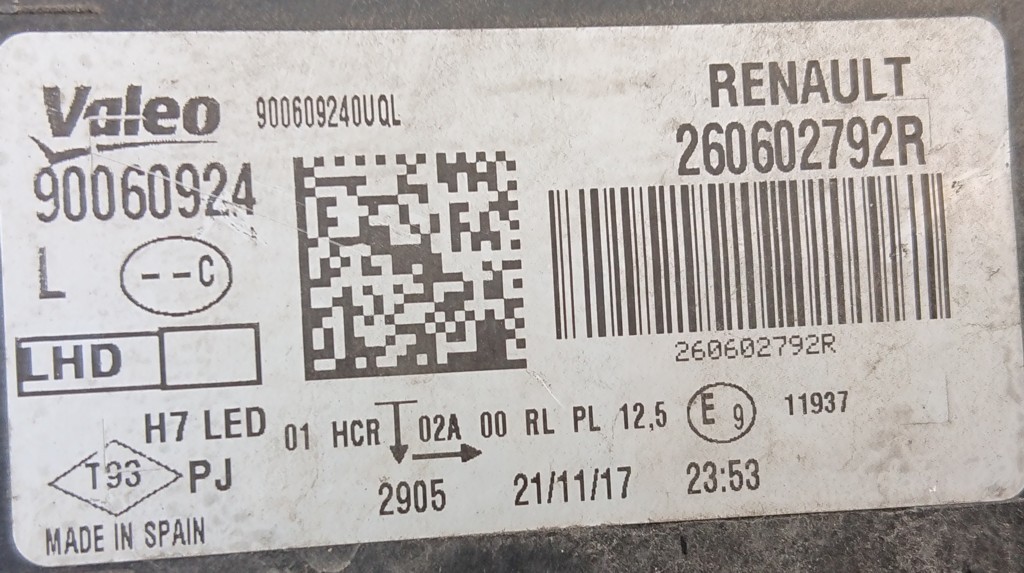 Valeo 900609240UQL
RENAULT
260602792R
90060924
L --C
260602792R
LHD
H7 LED 01 HCR 02A 00 RL PL 12,5 E 9 11937
T93 PJ
2905 21/11/17 23:53
MADE IN SPAIN